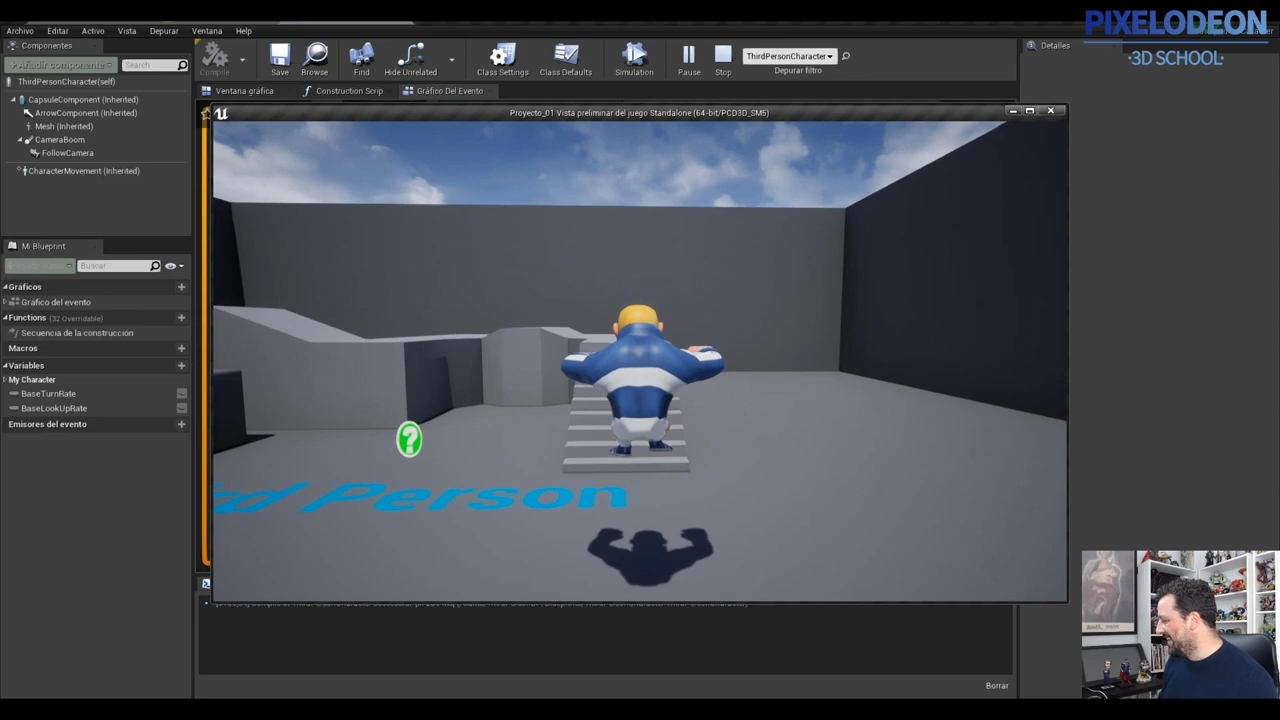 PIXELODEON
·3D SCHOOL·
Archivo Editar Activo Vista Depurar Ventana Help
Componentes
Detalles
Añadir componente Search
Compile Save Browse Find Hide Unrelated Class Settings Class Defaults Simulation Pause Stop ThirdPersonCharacter
Depurar filtro
ThirdPersonCharacter(self)
Ventana gráfica Construction Scrip Gráfico Del Evento
CapsuleComponent (Inherited)
ArrowComponent (Inherited)
Mesh (Inherited)
CameraBoom
FollowCamera
CharacterMovement (Inherited)
Proyecto_01 Vista preliminar del juego Standalone (64-bit/PCD3D_SM5)
Mi Blueprint
Buscar
Gráficos
Gráfico del evento
Functions (32 Overridable)
Secuencia de la construcción
Macros
Variables
My Character
BaseTurnRate
BaseLookUpRate
Emisores del evento
?
rd Person
Borrar